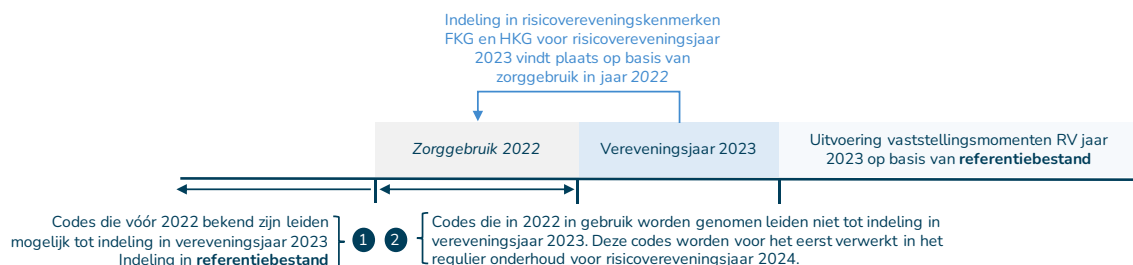 Indeling in risicovereveningskenmerken
FKG en HKG voor risicovereveningsjaar
2023 vindt plaats op basis van
zorggebruik in jaar 2022
Zorggebruik 2022
Vereveningsjaar 2023
Uitvoering vaststellingsmomenten RV jaar
2023 op basis van referentiebestand
Codes die vóór 2022 bekend zijn leiden
mogelijk tot indeling in vereveningsjaar 2023
Indeling in referentiebestand
1
2
Codes die in 2022 in gebruik worden genomen leiden niet tot indeling in
vereveningsjaar 2023. Deze codes worden voor het eerst verwerkt in het
regulier onderhoud voor risicovereveningsjaar 2024.